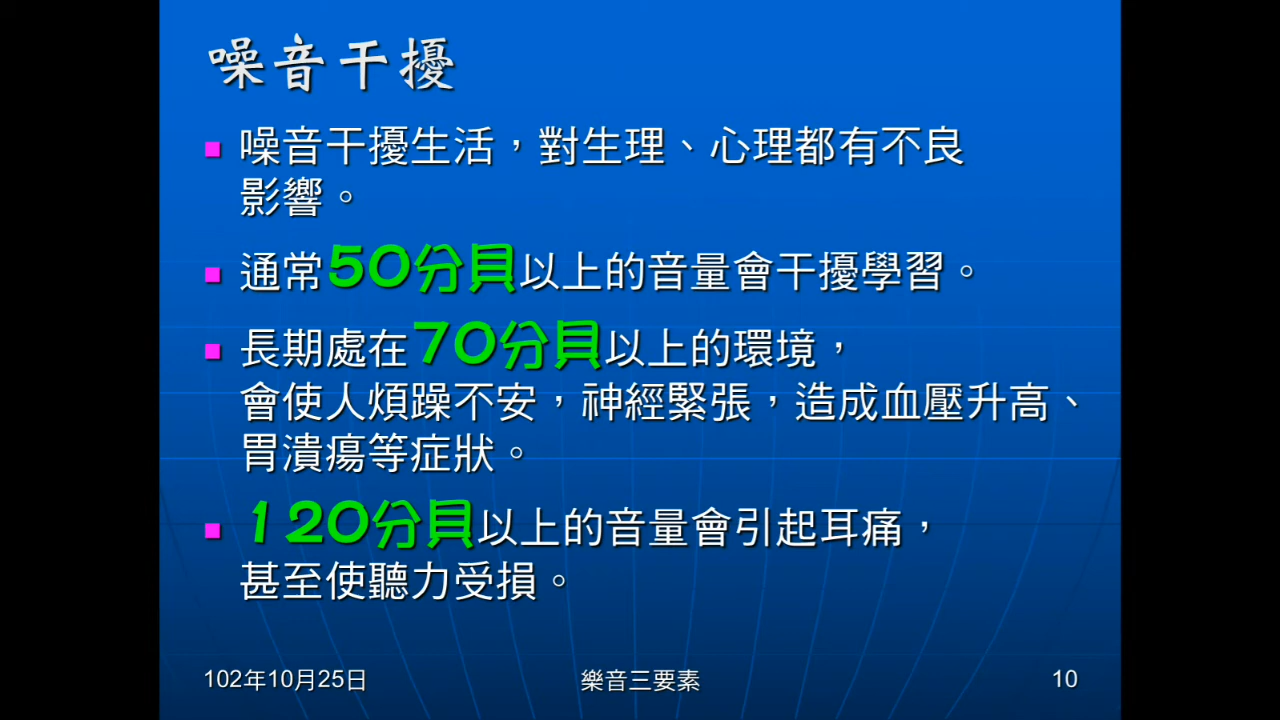 噪音干擾
噪音干擾生活，對生理、心理都有不良
影響。
通常50分貝以上的音量會干擾學習。
長期處在70分貝以上的環境，
會使人煩躁不安，神經緊張，造成血壓升高、
胃潰瘍等症狀。
120分貝以上的音量會引起耳痛，
甚至使聽力受損。
102年10月25日
樂音三要素
10